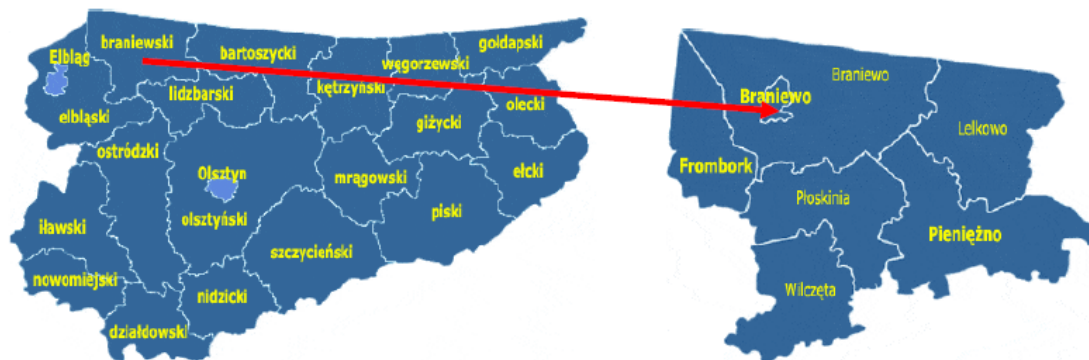 Elbląg
braniewski
bartoszycki
gołdapski
węgorzewski
lidzbarski
kętrzyński
olecki
elbląski
giżycki
ostródzki
Olsztyn
mrągowski
ełcki
iławski
olsztyński
piski
szczycieński
nowomiejski
nidzicki
działdowski
Braniewo
Braniewo
Lelkowo
Frombork
Płoskinia
Pieniężno
Wilczęta